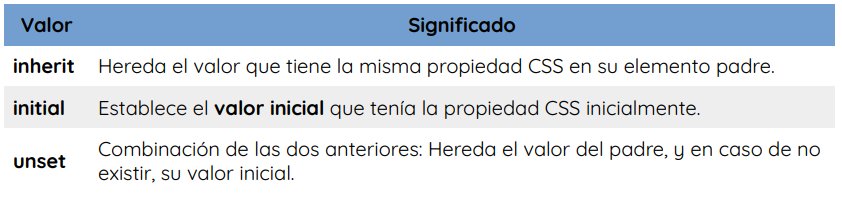 Valor Significado
inherit Hereda el valor que tiene la misma propiedad CSS en su elemento padre.
initial Establece el valor inicial que tenía la propiedad CSS inicialmente.
unset Combinación de las dos anteriores: Hereda el valor del padre, y en caso de no
existir, su valor inicial.